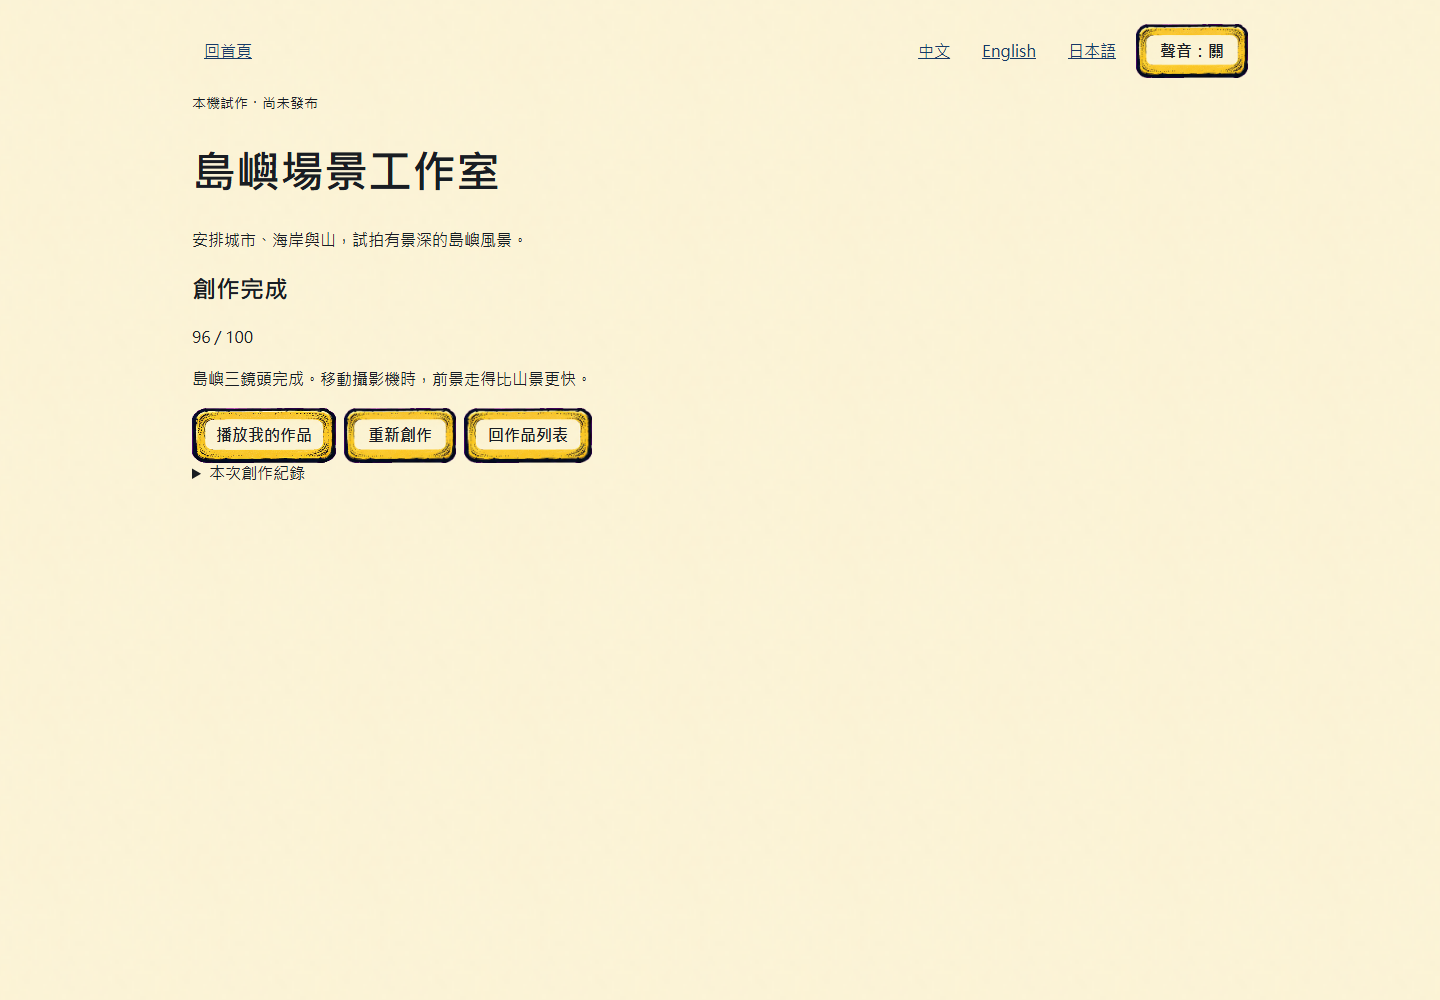 回首頁
中文 English 日本語 聲音：關
本機試作・尚未發布
島嶼場景工作室
安排城市、海岸與山，試拍有景深的島嶼風景。
創作完成
96 / 100
島嶼三鏡頭完成。移動攝影機時，前景走得比山景更快。
播放我的作品 重新創作 回作品列表
▶ 本次創作紀錄